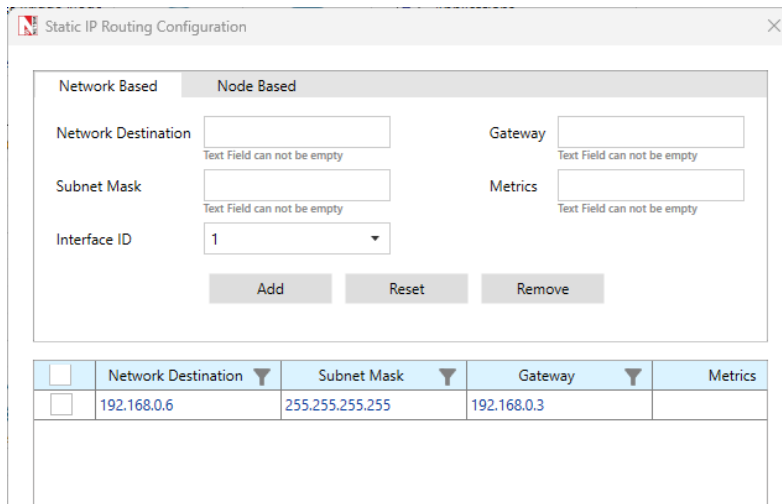 Static IP Routing Configuration
Network Based Node Based
Network Destination Gateway
Text Field can not be empty Text Field can not be empty
Subnet Mask Metrics
Text Field can not be empty Text Field can not be empty
Interface ID 1
Add Reset Remove
Network Destination Subnet Mask Gateway Metrics
192.168.0.6 255.255.255.255 192.168.0.3